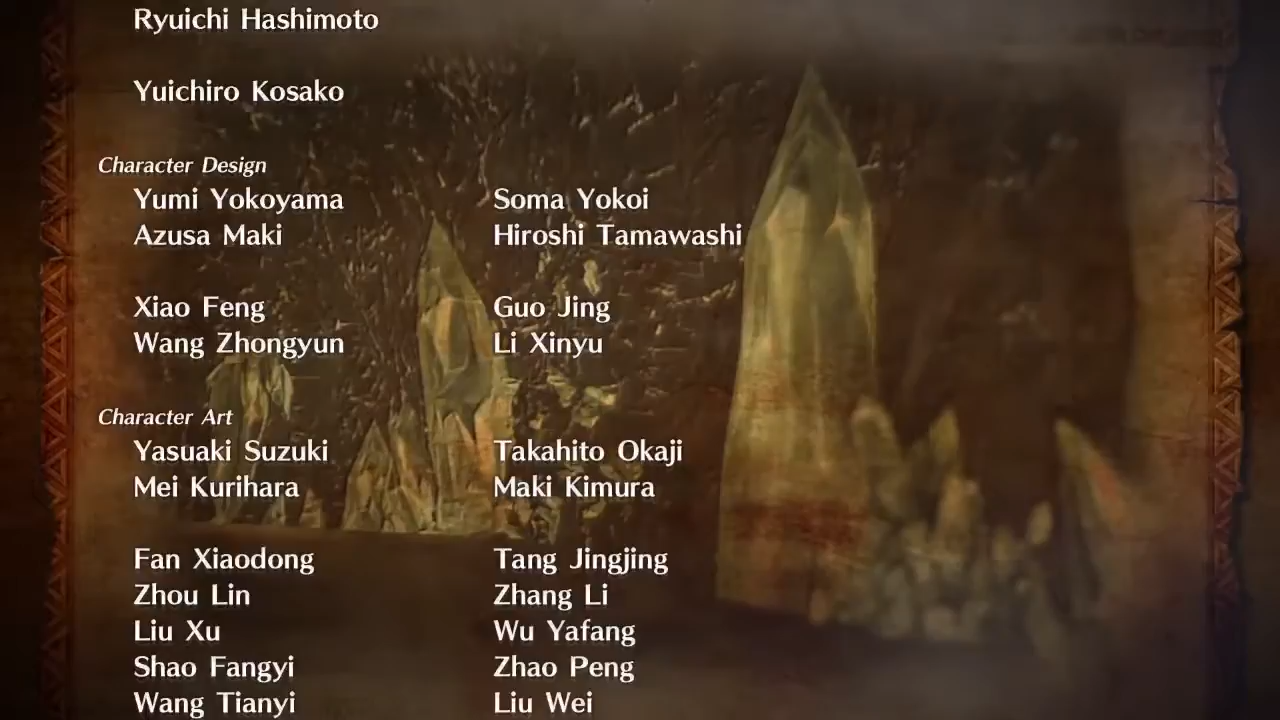 Ryuichi Hashimoto
Yuichiro Kosako
Character Design
Yumi Yokoyama Soma Yokoi
Azusa Maki Hiroshi Tamawashi
Xiao Feng Guo Jing
Wang Zhongyun Li Xinyu
Character Art
Yasuaki Suzuki Takahito Okaji
Mei Kurihara Maki Kimura
Fan Xiaodong Tang Jingjing
Zhou Lin Zhang Li
Liu Xu Wu Yafang
Shao Fangyi Zhao Peng
Wang Tianyi Liu Wei